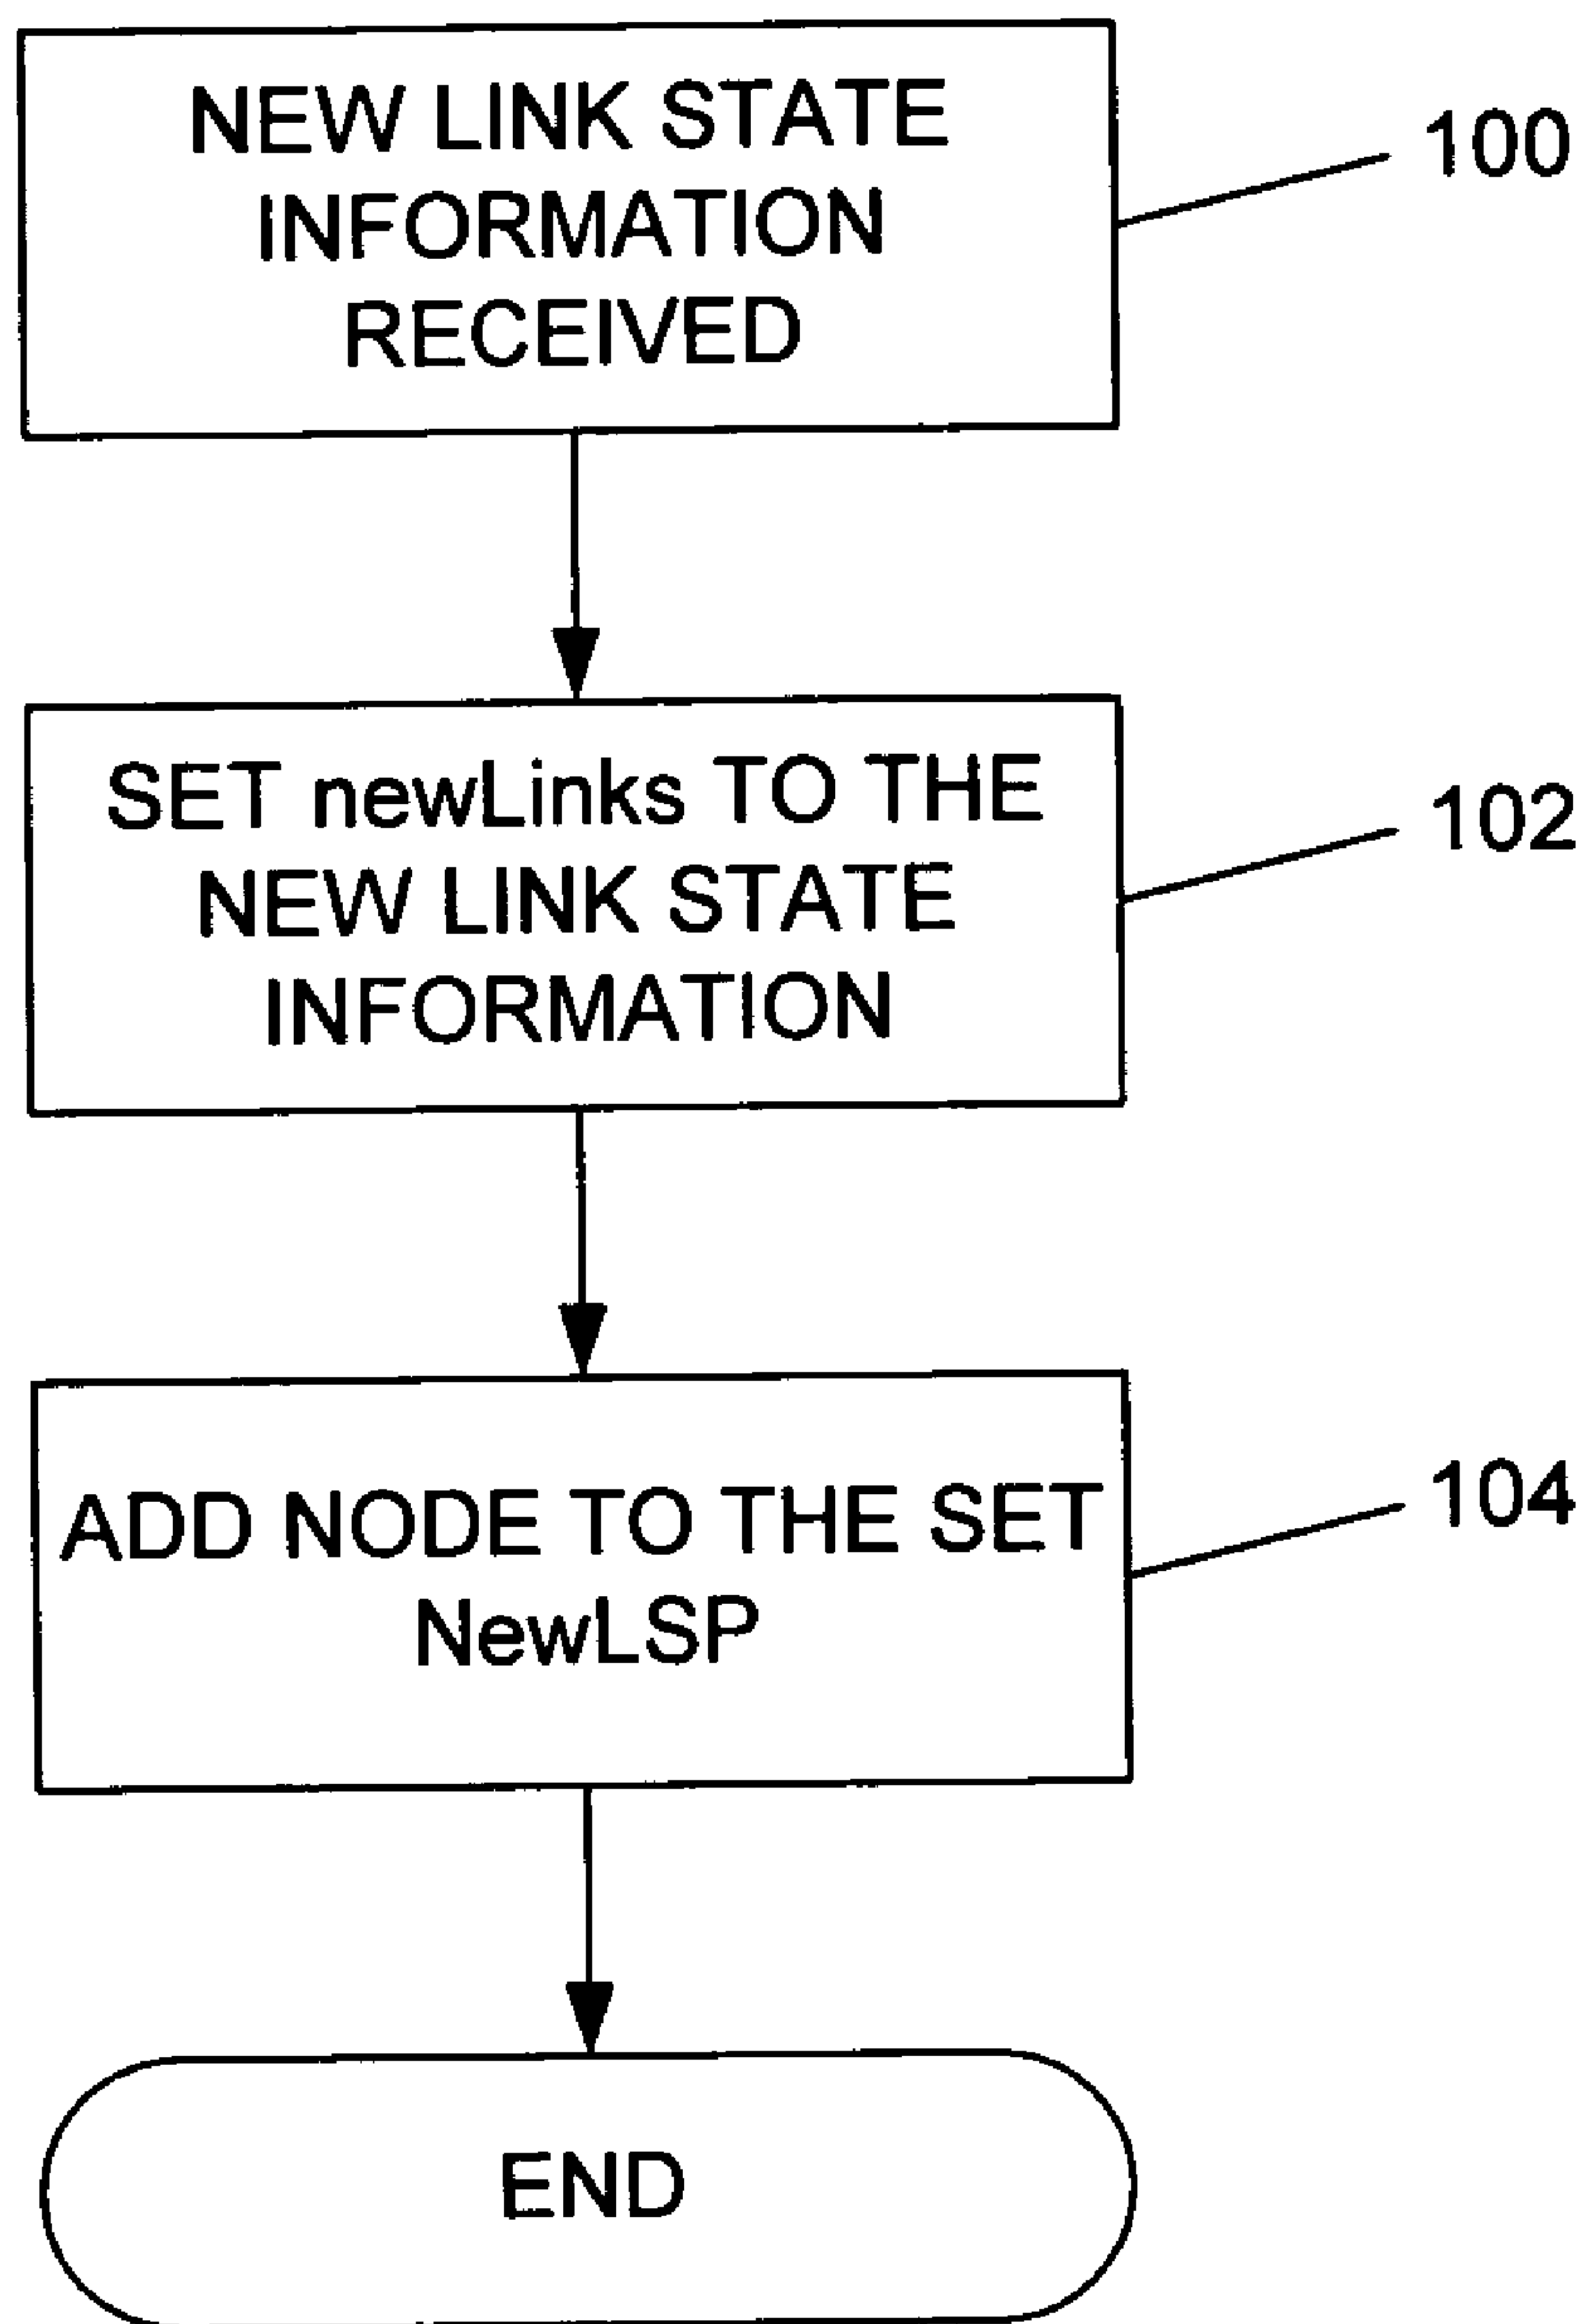 NEW LINK STATE
INFORMATION
RECEIVED
100
SET newLinks TO THE
NEW LINK STATE
INFORMATION
102
ADD NODE TO THE SET
NewLSP
104
END